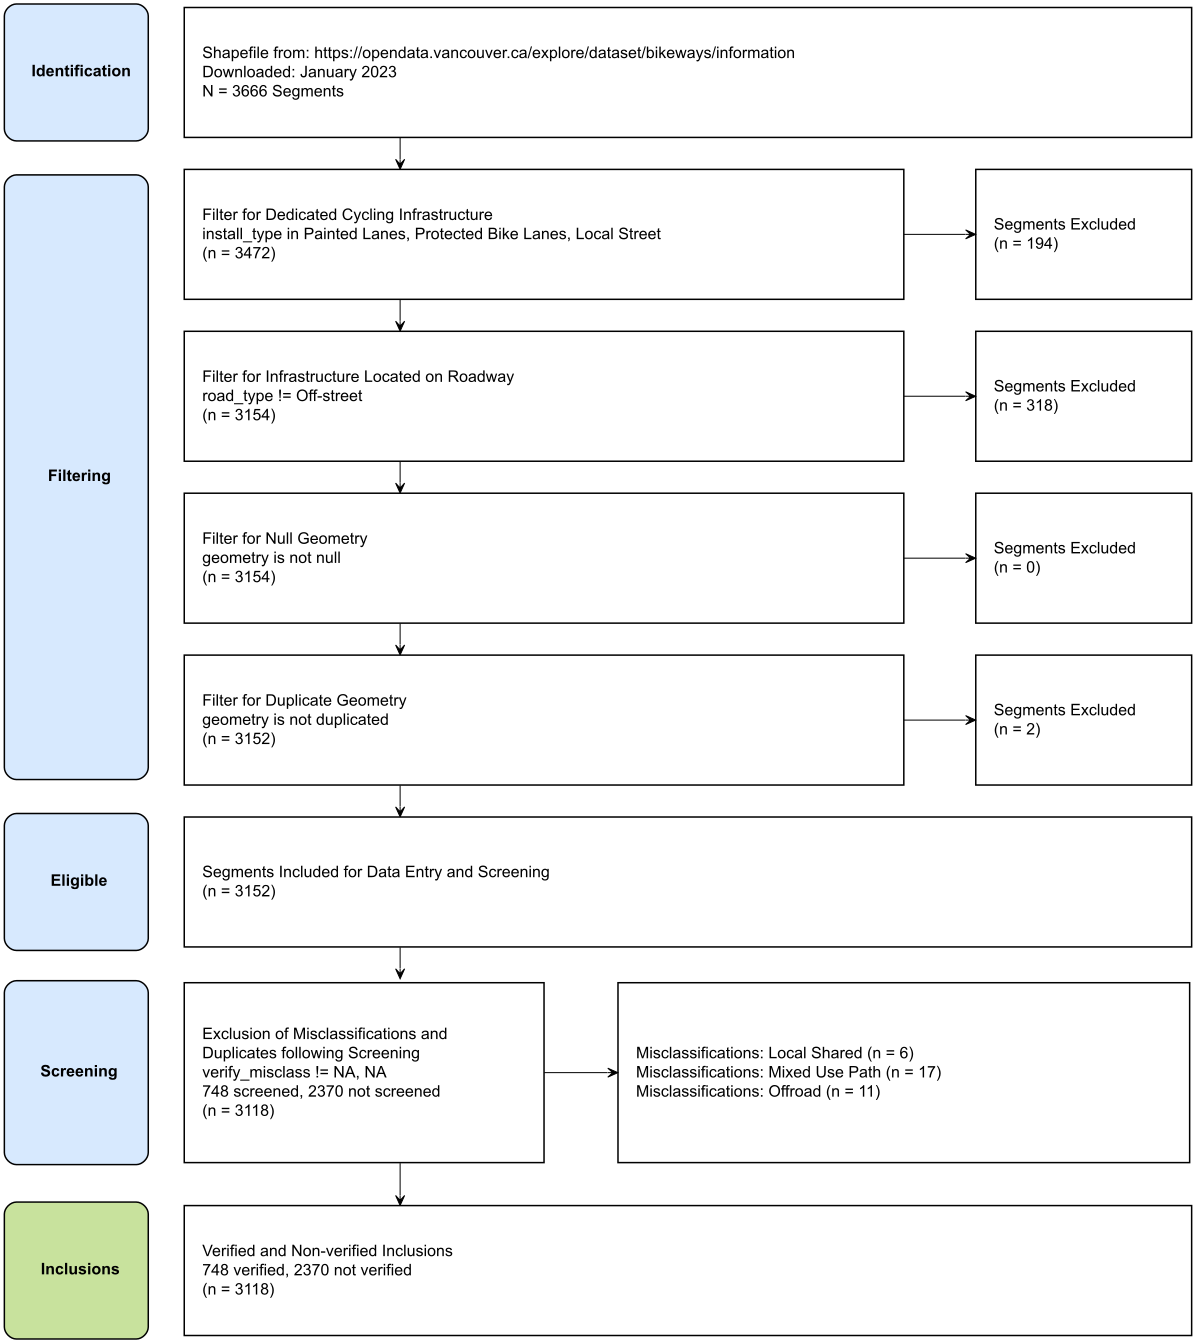 Identification
Shapefile from: https://opendata.vancouver.ca/explore/dataset/bikeways/information
Downloaded: January 2023
N = 3666 Segments
Filtering
Filter for Dedicated Cycling Infrastructure
install_type in Painted Lanes, Protected Bike Lanes, Local Street
(n = 3472)
Segments Excluded
(n = 194)
Filter for Infrastructure Located on Roadway
road_type != Off-street
(n = 3154)
Segments Excluded
(n = 318)
Filter for Null Geometry
geometry is not null
(n = 3154)
Segments Excluded
(n = 0)
Filter for Duplicate Geometry
geometry is not duplicated
(n = 3152)
Segments Excluded
(n = 2)
Eligible
Segments Included for Data Entry and Screening
(n = 3152)
Screening
Exclusion of Misclassifications and
Duplicates following Screening
verify_misclass != NA, NA
748 screened, 2370 not screened
(n = 3118)
Misclassifications: Local Shared (n = 6)
Misclassifications: Mixed Use Path (n = 17)
Misclassifications: Offroad (n = 11)
Inclusions
Verified and Non-verified Inclusions
748 verified, 2370 not verified
(n = 3118)